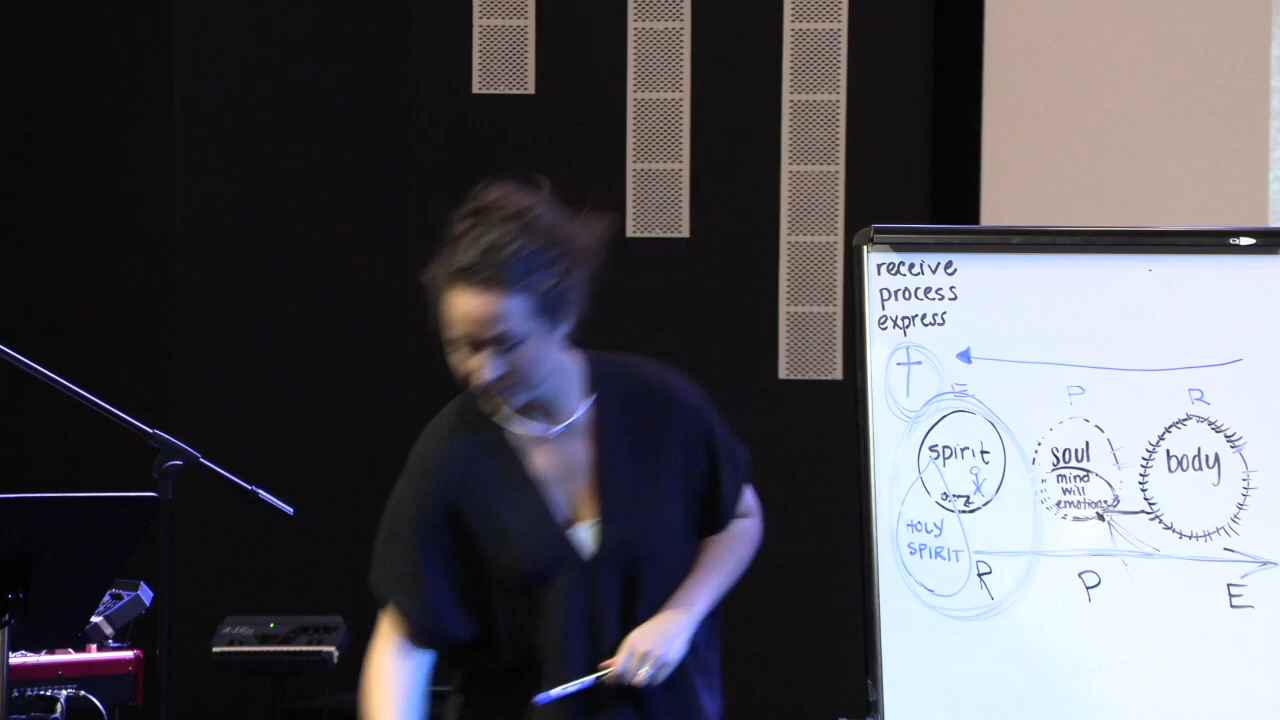 receive
process
express
E P R
spirit
soul
body
mind
will
emotions
HOLY
SPIRIT
R P E